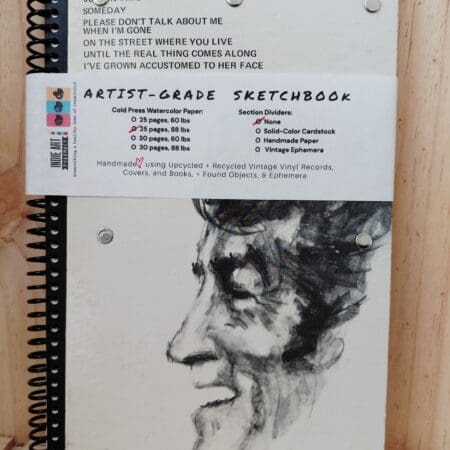 SOMEDAY
PLEASE DON'T TALK ABOUT ME
WHEN I'M GONE
ON THE STREET WHERE YOU LIVE
UNTIL THE REAL THING COMES ALONG
I'VE GROWN ACCUSTOMED TO HER FACE
ARTIST-GRADE SKETCHBOOK
Cold Press Watercolor Paper:
25 pages, 60 lbs
25 pages, 88 lbs
30 pages, 60 lbs
30 pages, 88 lbs
Section Dividers:
None
Solid-Color Cardstock
Handmade Paper
Vintage Ephemera
Handmade using Upcycled + Recycled Vintage Vinyl Records,
Covers, and Books, + Found Objects, & Ephemera
INDIE ART